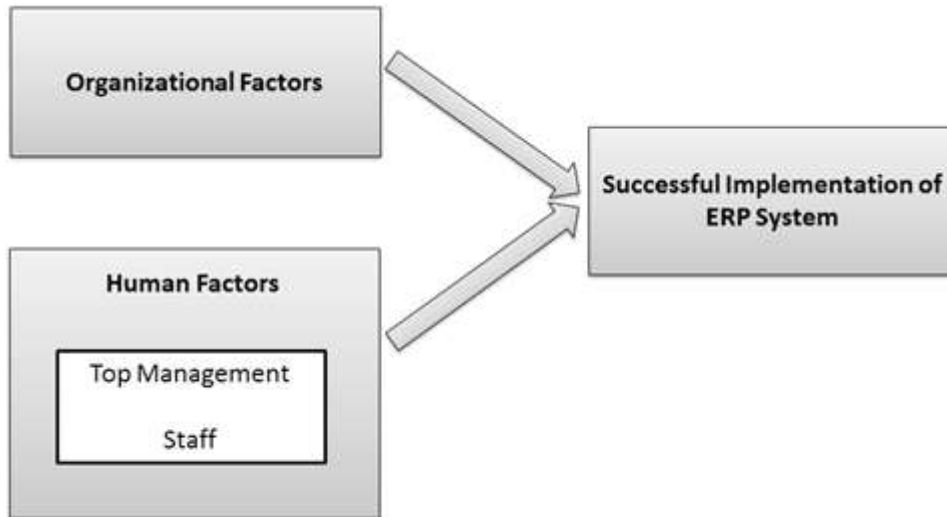 Organizational Factors
Human Factors
Top Management
Staff
Successful Implementation of
ERP System